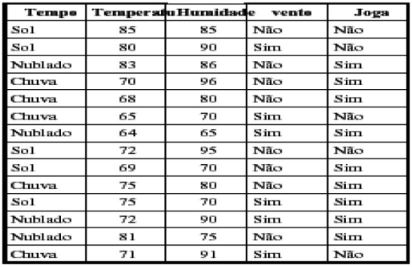 Tempo Temperatu Humidade vento Joga
Sol 85 85 Não Não
Sol 80 90 Sim Não
Nublado 83 86 Não Sim
Chuva 70 96 Não Sim
Chuva 68 80 Não Sim
Chuva 65 70 Sim Não
Nublado 64 65 Sim Sim
Sol 72 95 Não Não
Sol 69 70 Não Sim
Chuva 75 80 Não Sim
Sol 75 70 Sim Sim
Nublado 72 90 Sim Sim
Nublado 81 75 Não Sim
Chuva 71 91 Sim Não